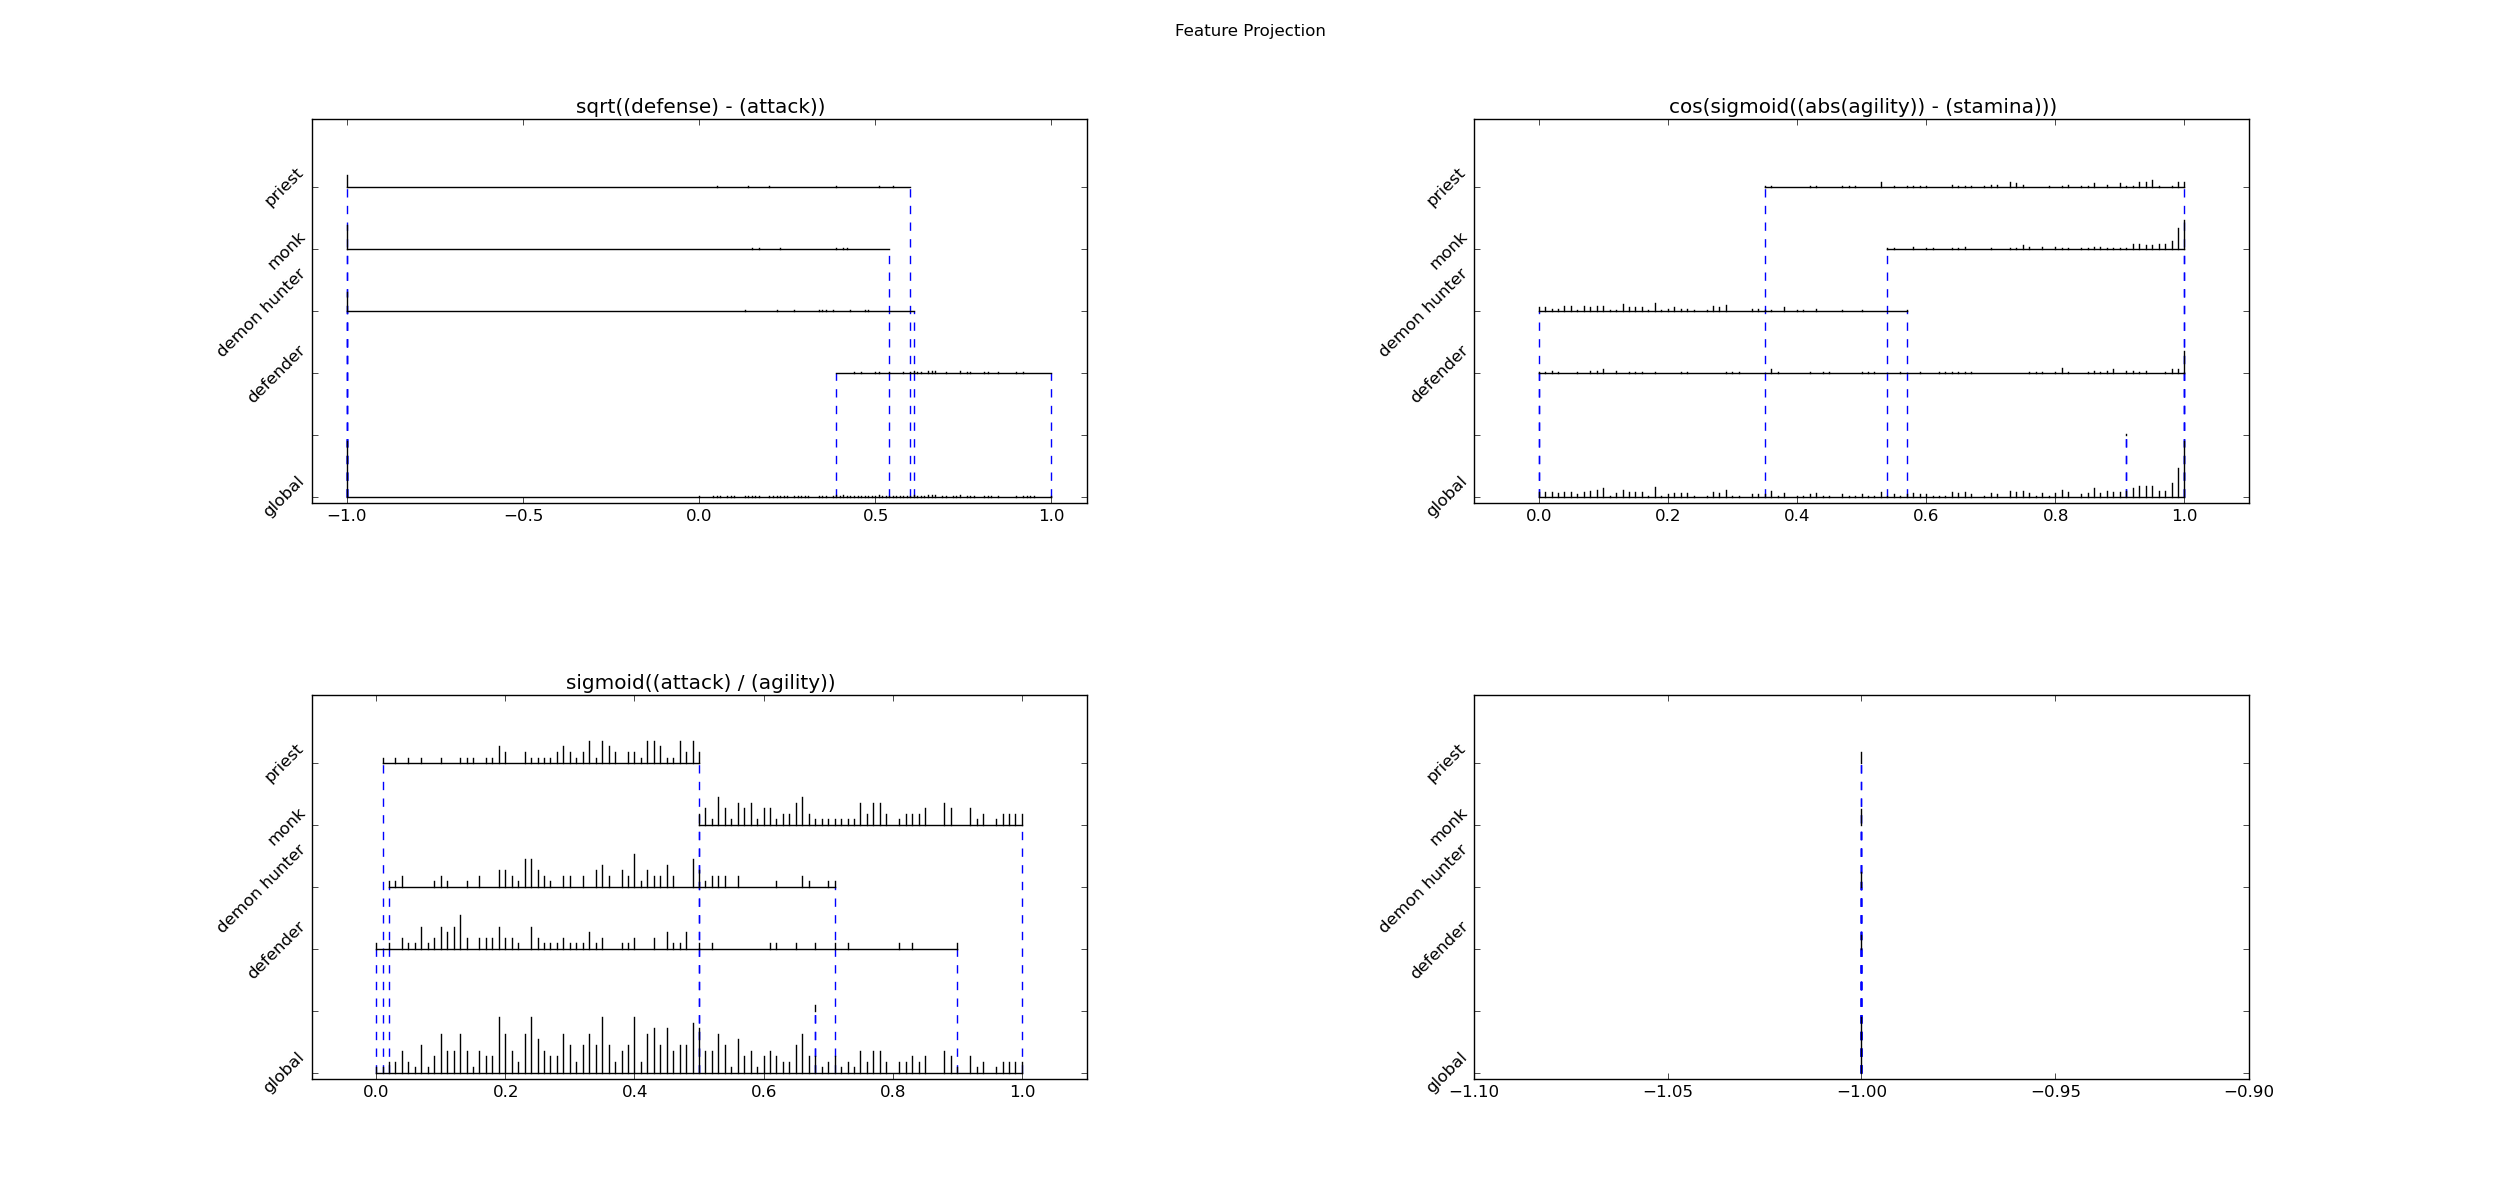 Feature Projection
sqrt((defense) - (attack))
priest
monk
demon hunter
defender
global
−1.0 −0.5 0.0 0.5 1.0
cos(sigmoid((abs(agility)) - (stamina)))
priest
monk
demon hunter
defender
global
0.0 0.2 0.4 0.6 0.8 1.0
sigmoid((attack) / (agility))
priest
monk
demon hunter
defender
global
0.0 0.2 0.4 0.6 0.8 1.0
priest
monk
demon hunter
defender
global
−1.10 −1.05 −1.00 −0.95 −0.90